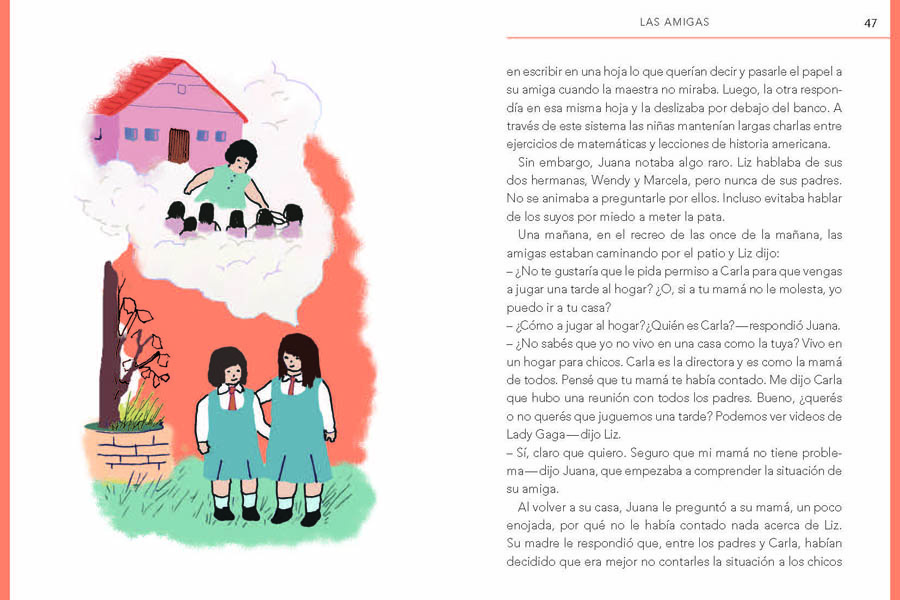 LAS AMIGAS
47
en escribir en una hoja lo que querían decir y pasarle el papel a
su amiga cuando la maestra no miraba. Luego, la otra respon-
día en esa misma hoja y la deslizaba por debajo del banco. A
través de este sistema las niñas mantenían largas charlas entre
ejercicios de matemáticas y lecciones de historia americana.
Sin embargo, Juana notaba algo raro. Liz hablaba de sus
dos hermanas, Wendy y Marcela, pero nunca de sus padres.
No se animaba a preguntarle por ellos. Incluso evitaba hablar
de los suyos por miedo a meter la pata.
Una mañana, en el recreo de las once de la mañana, las
amigas estaban caminando por el patio y Liz dijo:
– ¿No te gustaría que le pida permiso a Carla para que vengas
a jugar una tarde al hogar? ¿O, si a tu mamá no le molesta, yo
puedo ir a tu casa?
– ¿Cómo a jugar al hogar?¿Quién es Carla?—respondió Juana.
– ¿No sabés que yo no vivo en una casa como la tuya? Vivo en
un hogar para chicos. Carla es la directora y es como la mamá
de todos. Pensé que tu mamá te había contado. Me dijo Carla
que hubo una reunión con todos los padres. Bueno, ¿querés
o no querés que juguemos una tarde? Podemos ver videos de
Lady Gaga—dijo Liz.
– Sí, claro que quiero. Seguro que mi mamá no tiene proble-
ma—dijo Juana, que empezaba a comprender la situación de
su amiga.
Al volver a su casa, Juana le preguntó a su mamá, un poco
enojada, por qué no le había contado nada acerca de Liz.
Su madre le respondió que, entre los padres y Carla, habían
decidido que era mejor no contarles la situación a los chicos